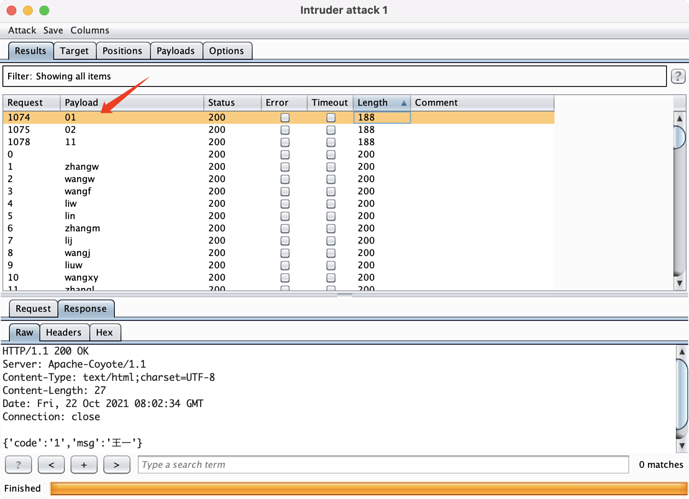 Intruder attack 1
Attack Save Columns
Results Target Positions Payloads Options
Filter: Showing all items ?
Request Payload Status Error Timeout Length Comment
1074 01 200 188
1075 02 200 188
1078 11 200 188
0 200 200
1 zhangw 200 200
2 wangw 200 200
3 wangf 200 200
4 liw 200 200
5 lin 200 200
6 zhangm 200 200
7 lij 200 200
8 wangj 200 200
9 liuw 200 200
10 wangxy 200 200
11 zhangl 200 200
Request Response
Raw Headers Hex
HTTP/1.1 200 OK
Server: Apache-Coyote/1.1
Content-Type: text/html;charset=UTF-8
Content-Length: 27
Date: Fri, 22 Oct 2021 08:02:34 GMT
Connection: close
{'code':'1','msg':'王一'}
? < + > Type a search term 0 matches
Finished